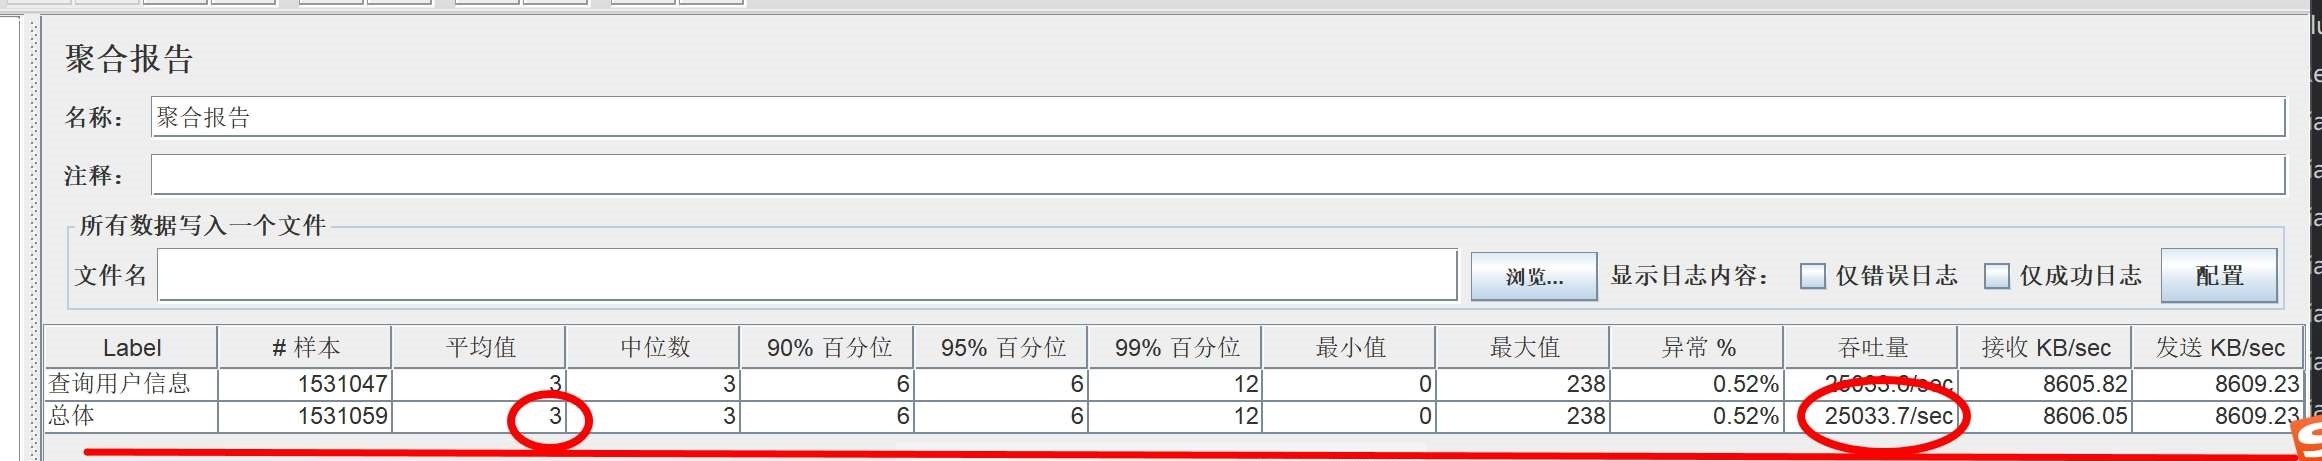 聚合报告
名称： 聚合报告
注释：
所有数据写入一个文件
文件名 浏览... 显示日志内容： 仅错误日志 仅成功日志 配置
Label # 样本 平均值 中位数 90% 百分位 95% 百分位 99% 百分位 最小值 最大值 异常 % 吞吐量 接收 KB/sec 发送 KB/sec
查询用户信息 1531047 3 3 6 6 12 0 238 0.52% 8605.82 8609.23
总体 1531059 3 3 6 6 12 0 238 0.52% 25033.7/sec 8606.05 8609.23